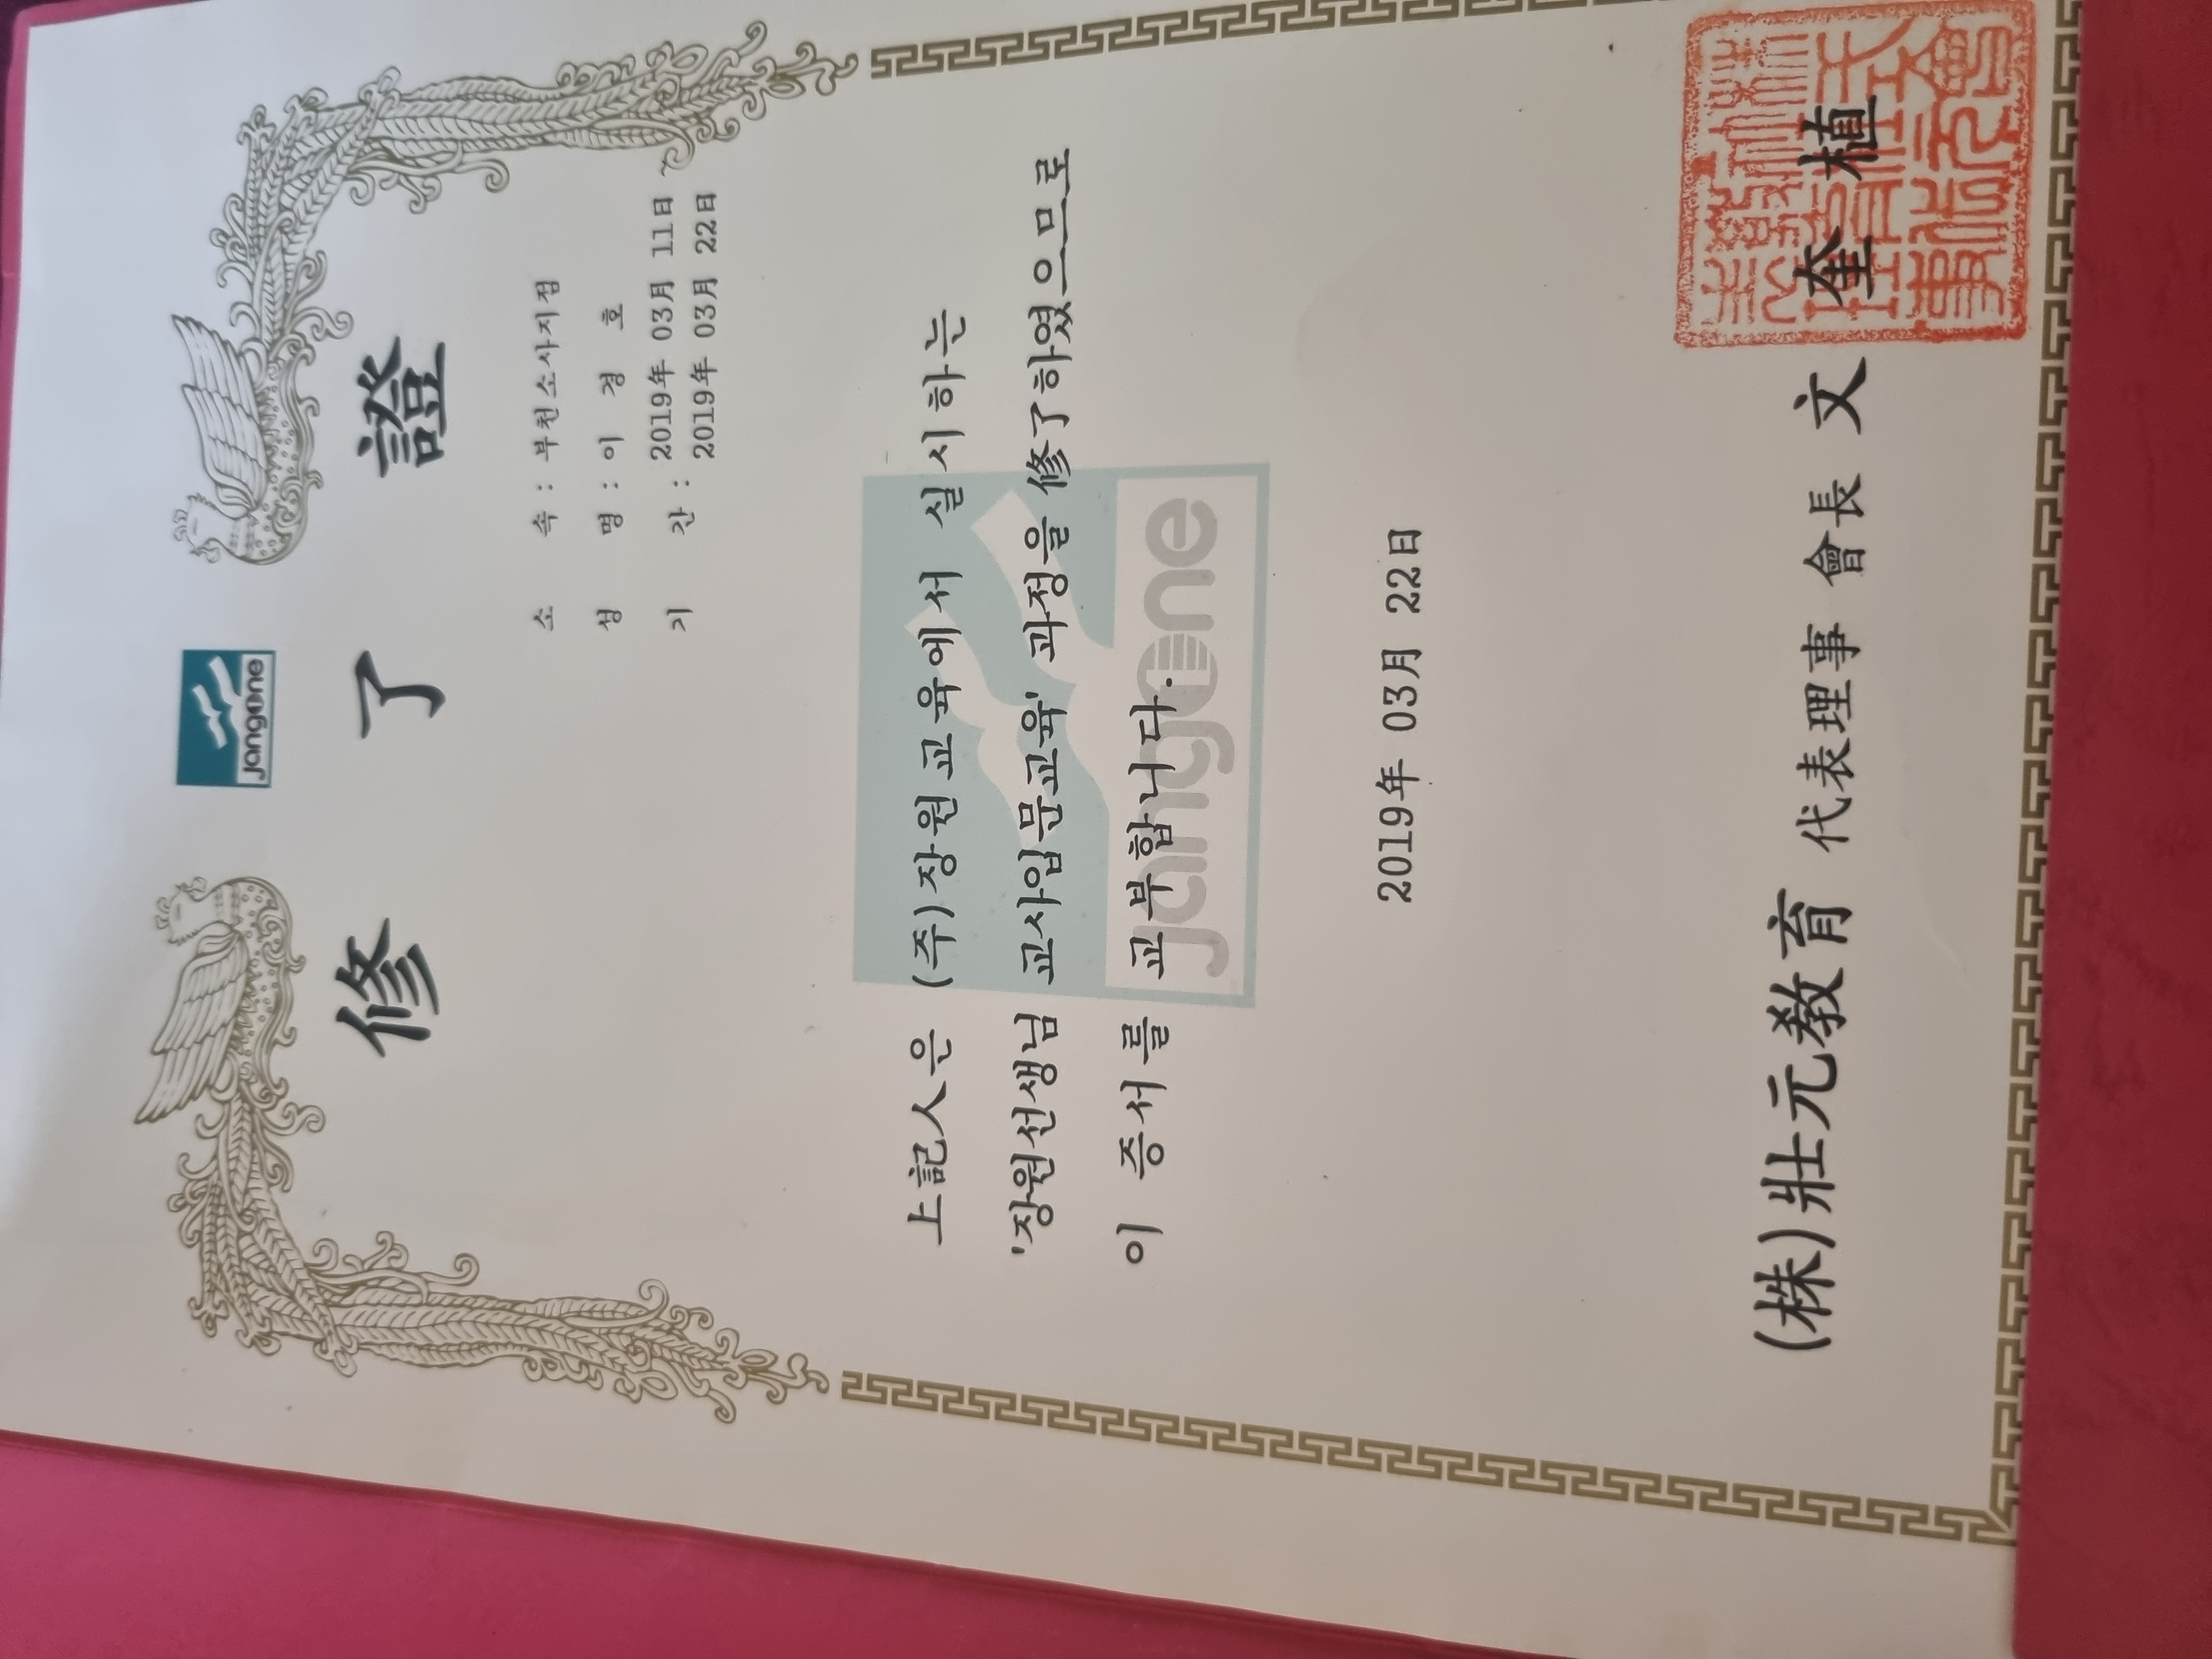 jangone
修 了 證
소 속 : 부천소사지점
성 명 : 이 경 호
기 간 : 2019年 03月 11日 ~
2019年 03月 22日
上記人은 (주)장원교육에서 실시하는
'장원선생님 교사입문교육' 과정을 修了하였으므로
이 증서를 교부합니다.
jangone
2019年 03月 22日
(株)壯元敎育 代表理事 會長 文 奎 植